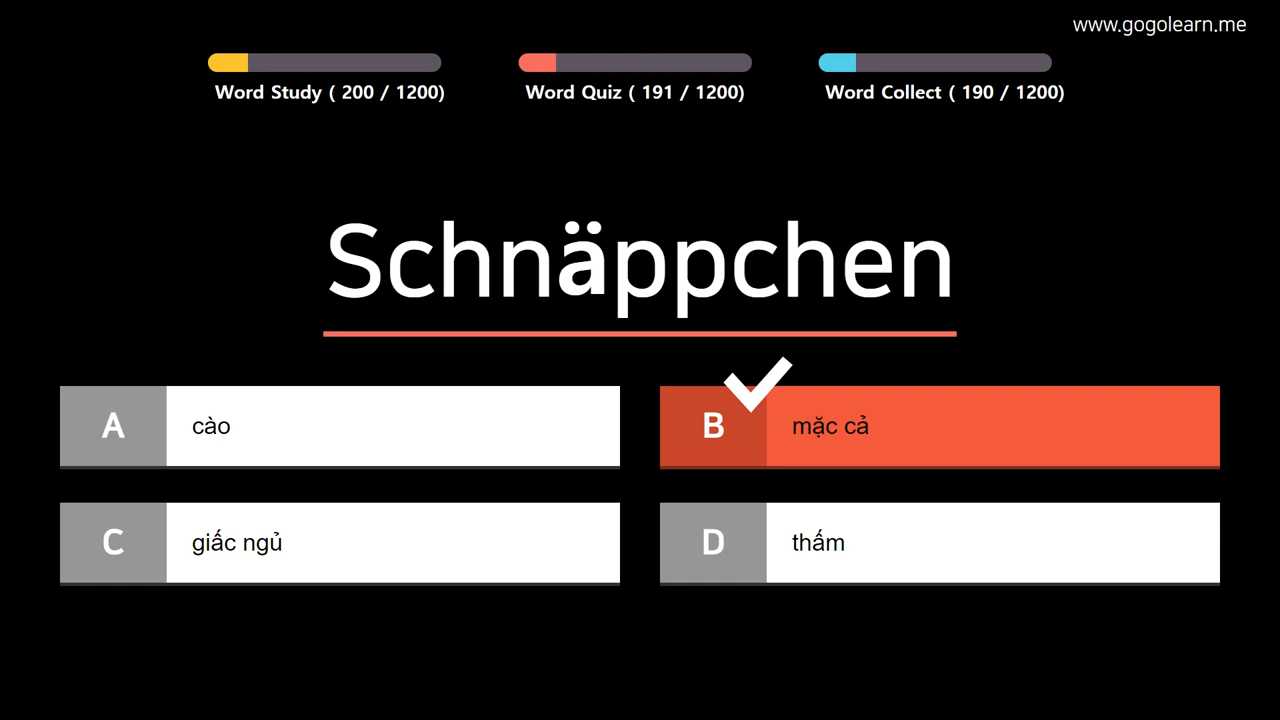 www.gogolearn.me
Word Study ( 200 / 1200)
Word Quiz ( 191 / 1200)
Word Collect ( 190 / 1200)
Schnäppchen
A
cào
B
mặc cả
C
giấc ngủ
D
thấm